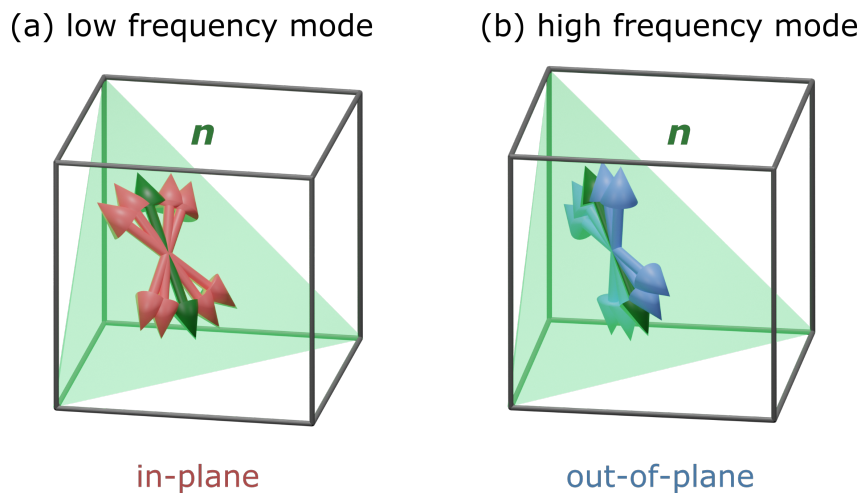 (a) low frequency mode
(b) high frequency mode
n
n
in-plane
out-of-plane